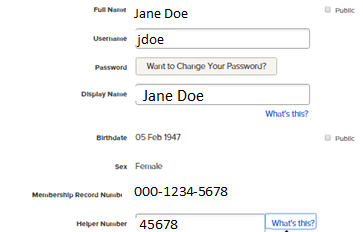 Full Name Jane Doe Public
Username jdoe
Password Want to Change Your Password?
Display Name Jane Doe
What's this?
Birthdate 05 Feb 1947 Public
Sex Female
Membership Record Number 000-1234-5678
Helper Number 45678 What's this?